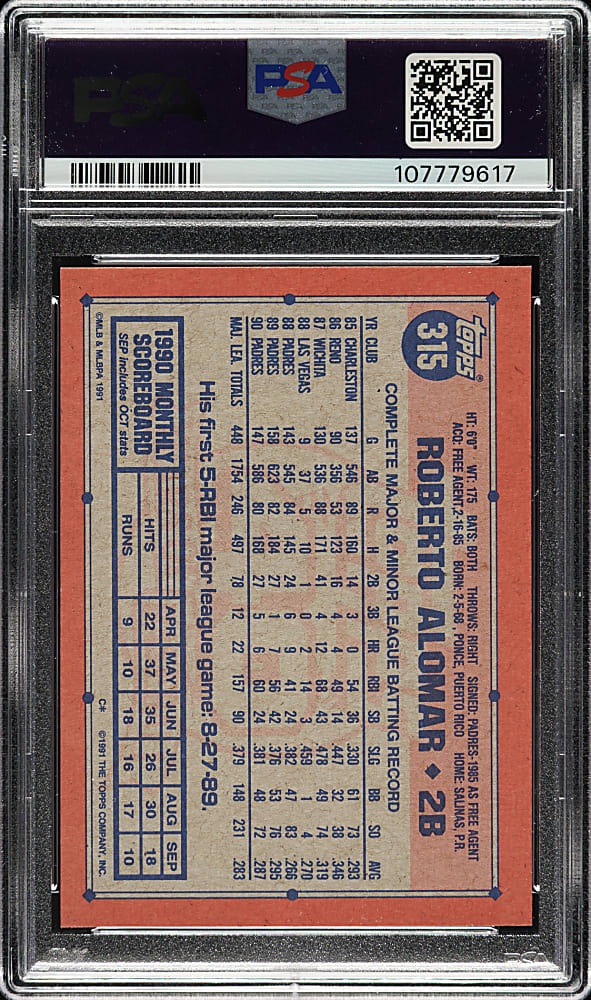 PSA
PSA
107779617
topps®
315
HT: 6'0" WT: 175 BATS: BOTH THROWS: RIGHT SIGNED: PADRES-1985 AS FREE AGENT
ACQ: FREE AGENT, 2-16-85 BORN: 2-5-68 PONCE, PUERTO RICO HOME: SALINAS, P.R.
ROBERTO ALOMAR ◆ 2B
COMPLETE MAJOR & MINOR LEAGUE BATTING RECORD
YR CLUB G AB R H 2B 3B HR RBI SB SLG BB SO AVG
85 CHARLESTON 137 546 89 160 14 3 0 54 36 .330 61 73 .293
86 RENO 90 356 53 123 16 4 4 49 14 .447 32 38 .346
87 WICHITA 130 536 88 171 41 4 12 68 43 .478 49 74 .319
88 LAS VEGAS 9 37 5 10 1 0 2 14 3 .459 1 4 .270
88 PADRES 143 545 84 145 24 6 9 41 24 .382 47 83 .266
89 PADRES 158 623 82 184 27 1 7 56 42 .376 53 76 .295
90 PADRES 147 586 80 168 27 5 6 60 24 .381 48 72 .287
MAJ. LEA. TOTALS 448 1754 246 497 78 12 22 157 90 .379 148 231 .283
His first 5-RBI major league game: 8-27-89.
1990 MONTHLY
SCOREBOARD
SEP includes OCT stats
APR MAY JUN JUL AUG SEP
HITS 22 37 35 26 30 18
RUNS 9 10 18 16 17 10
©MLB & MLBPA 1991
C* ©1991 THE TOPPS COMPANY, INC.